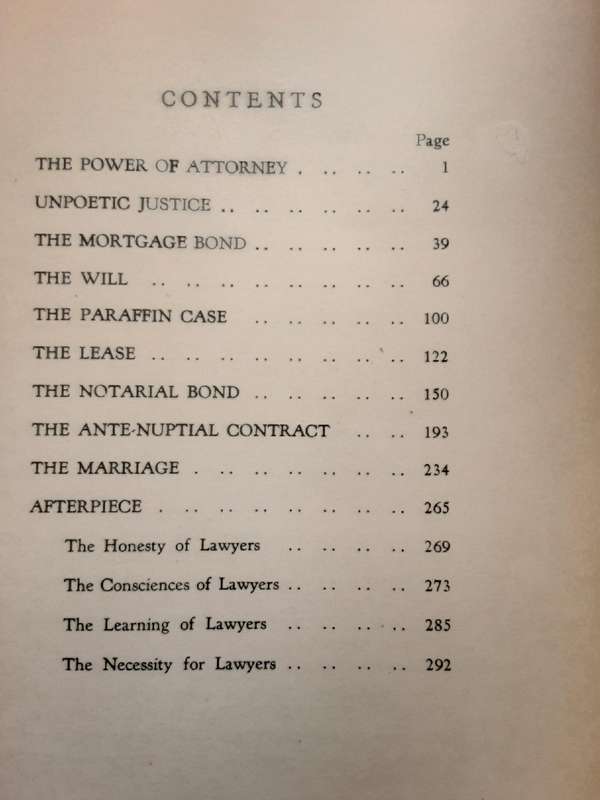 CONTENTS
Page
THE POWER OF ATTORNEY . .. .. .. 1
UNPOETIC JUSTICE .. .. .. .. .. .. 24
THE MORTGAGE BOND .. .. .. .. .. 39
THE WILL .. .. .. .. .. .. .. .. 66
THE PARAFFIN CASE .. .. .. .. .. 100
THE LEASE .. .. .. .. .. .. .. .. 122
THE NOTARIAL BOND .. .. .. .. .. 150
THE ANTE-NUPTIAL CONTRACT .. .. 193
THE MARRIAGE . .. .. .. .. .. .. 234
AFTERPIECE . .. .. .. .. .. .. .. 265
The Honesty of Lawyers .. .. .. .. 269
The Consciences of Lawyers .. .. .. .. 273
The Learning of Lawyers .. .. .. .. 285
The Necessity for Lawyers .. .. .. .. 292